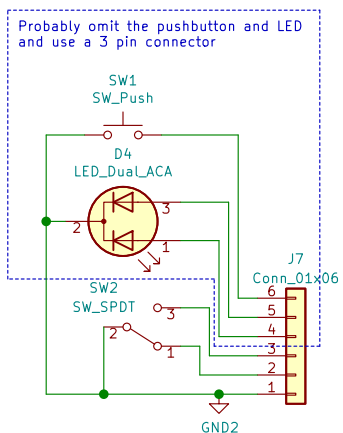 Probably omit the pushbutton and LED
and use a 3 pin connector
SW1
SW_Push
D4
LED_Dual_ACA
3
2
1
J7
Conn_01x06
6
5
4
3
2
1
SW2
SW_SPDT
3
2
1
GND2